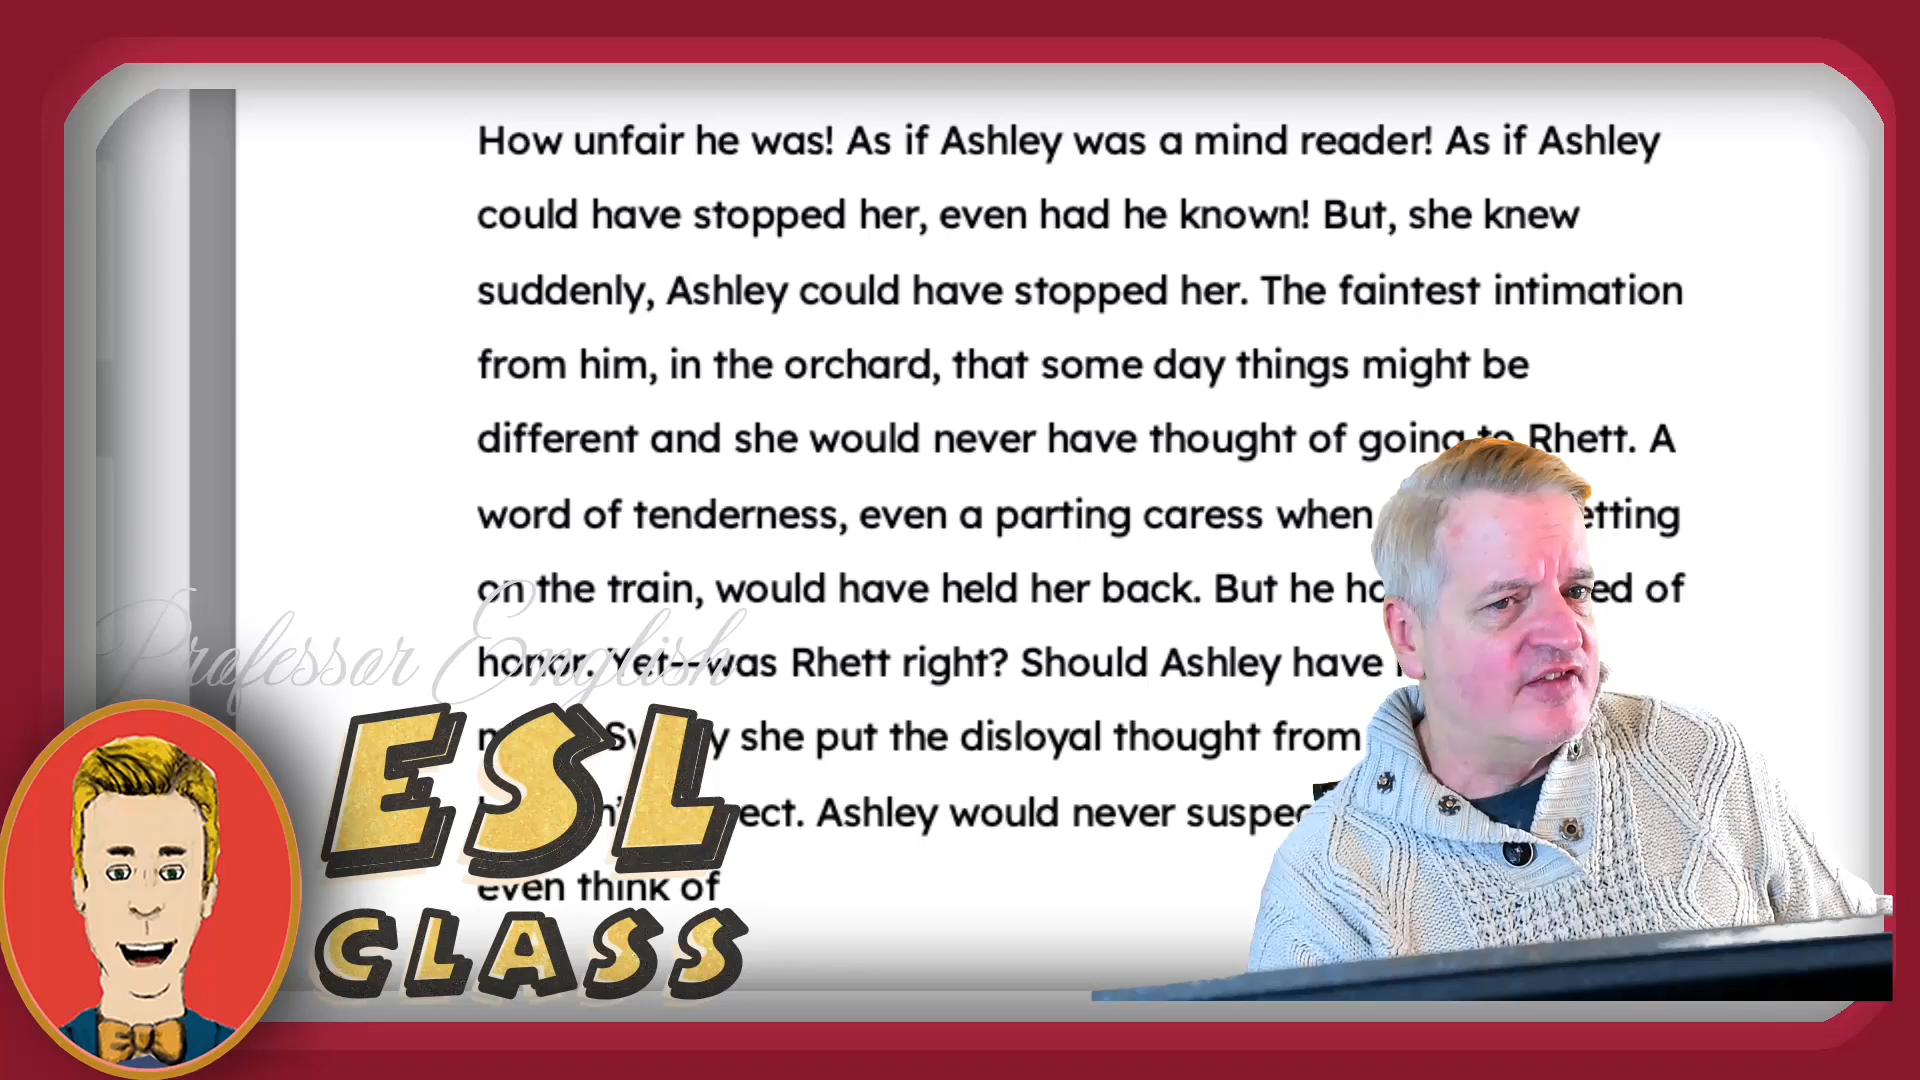 How unfair he was! As if Ashley was a mind reader! As if Ashley
could have stopped her, even had he known! But, she knew
suddenly, Ashley could have stopped her. The faintest intimation
from him, in the orchard, that some day things might be
different and she would never have thought of going to Rhett. A
word of tenderness, even a parting caress when
on the train, would have held her back. But he of
honor. Yet--was Rhett right? Should Ashley have
she put the disloyal thought from
Ashley would never
even think of
Professor English
ESL
CLASS